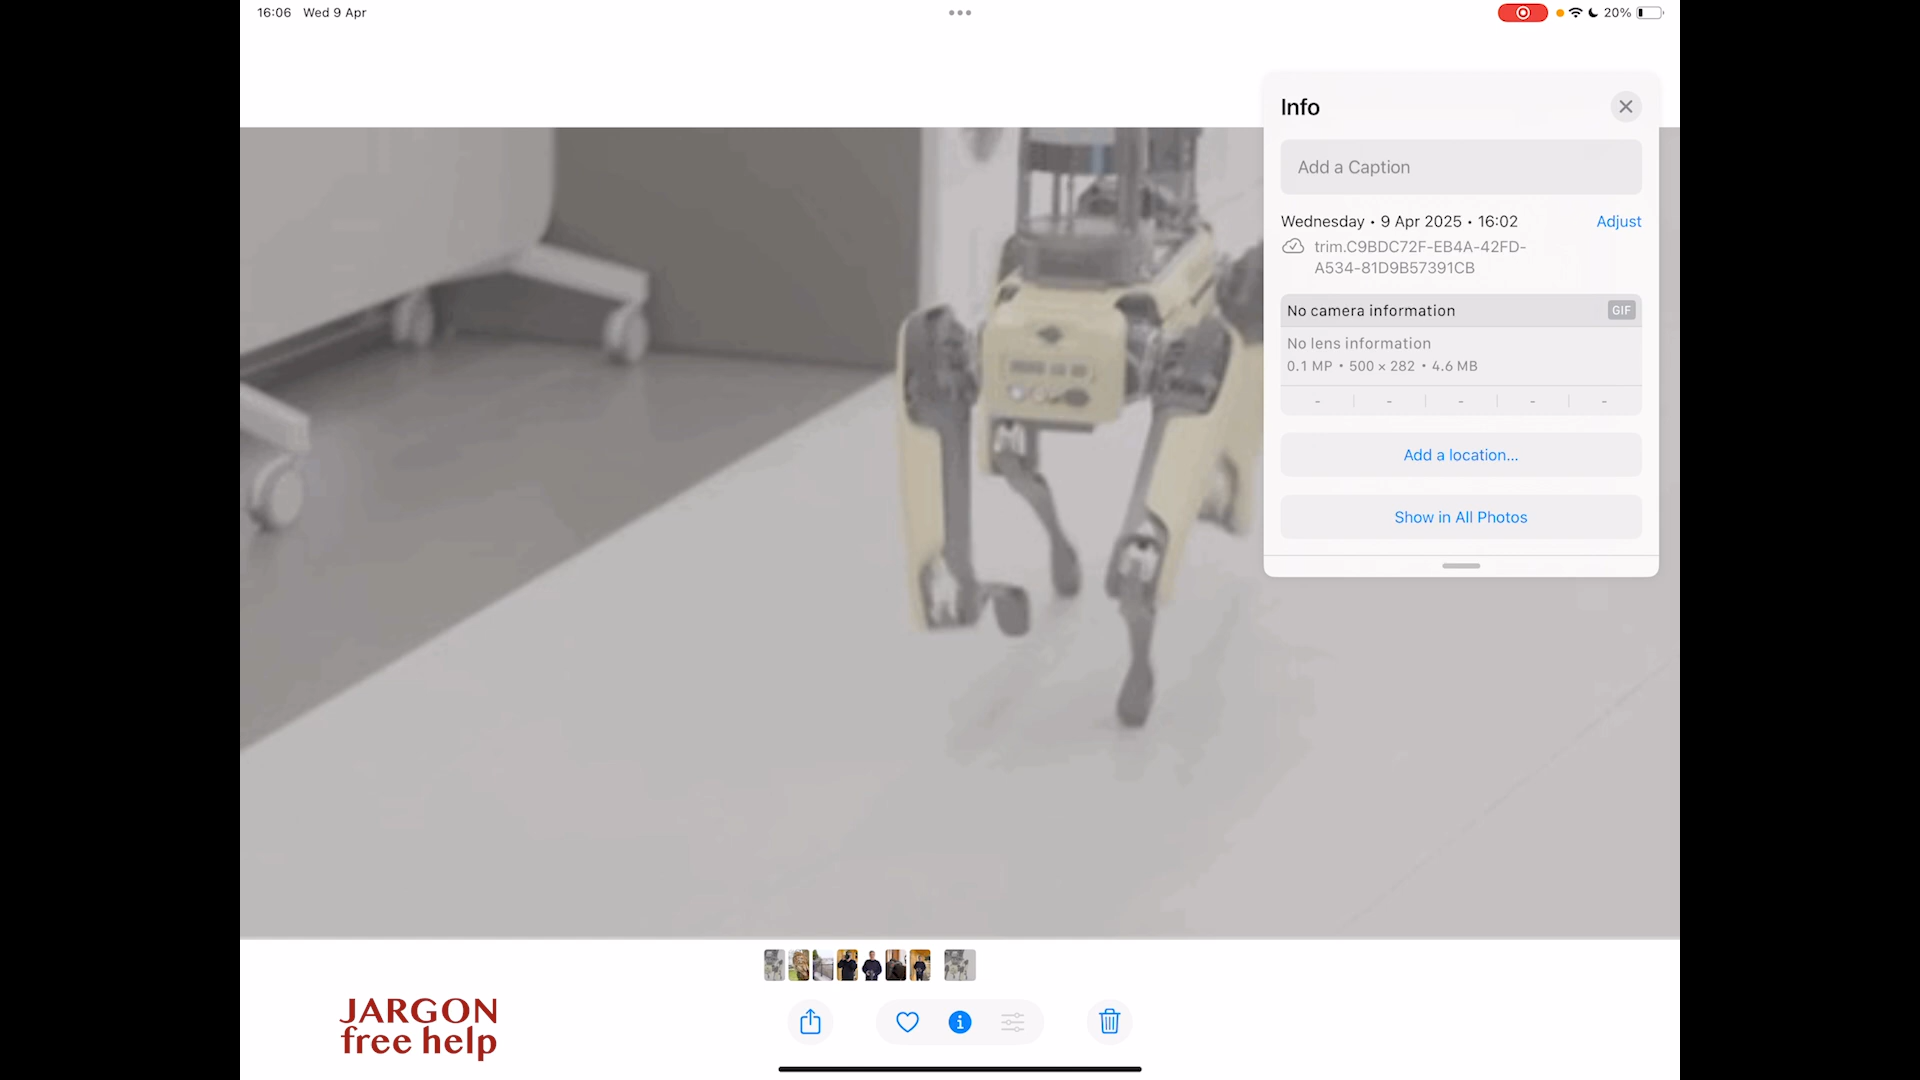 16:06 Wed 9 Apr
20%
Info
Add a Caption
Wednesday • 9 Apr 2025 • 16:02
Adjust
trim.C9BDC72F-EB4A-42FD-
A534-81D9B57391CB
No camera information
GIF
No lens information
0.1 MP • 500 × 282 • 4.6 MB
- - - - -
Add a location...
Show in All Photos
JARGON
free help